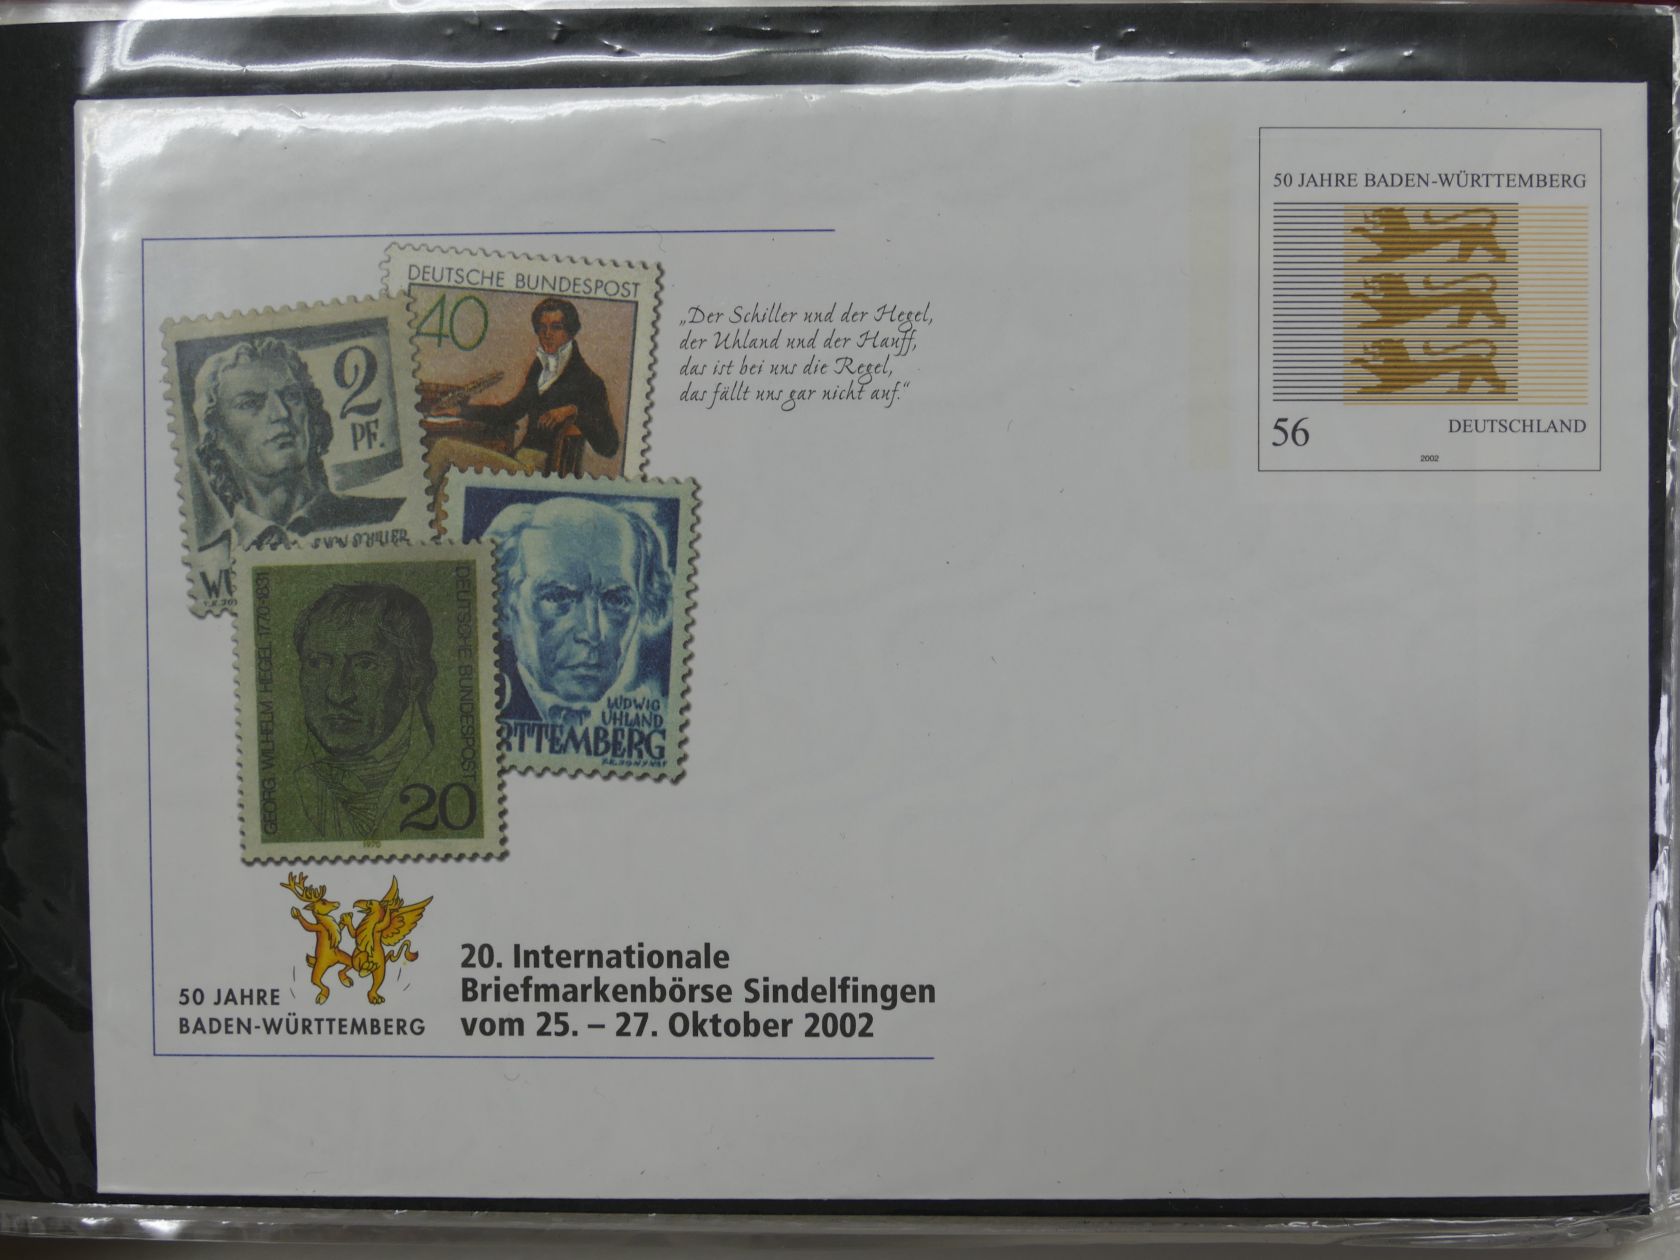 50 JAHRE BADEN-WÜRTTEMBERG
56
DEUTSCHLAND
2002
DEUTSCHE BUNDESPOST
40
2
PF.
„Der Schiller und der Hegel,
der Uhland und der Hauff,
das ist bei uns die Regel,
das fällt uns gar nicht auf.“
LUDWIG
UHLAND
GEORG WILHELM HEGEL 1770-1831
DEUTSCHE BUNDESPOST
20
1970
50 JAHRE
BADEN-WÜRTTEMBERG
20. Internationale
Briefmarkenbörse Sindelfingen
vom 25. – 27. Oktober 2002